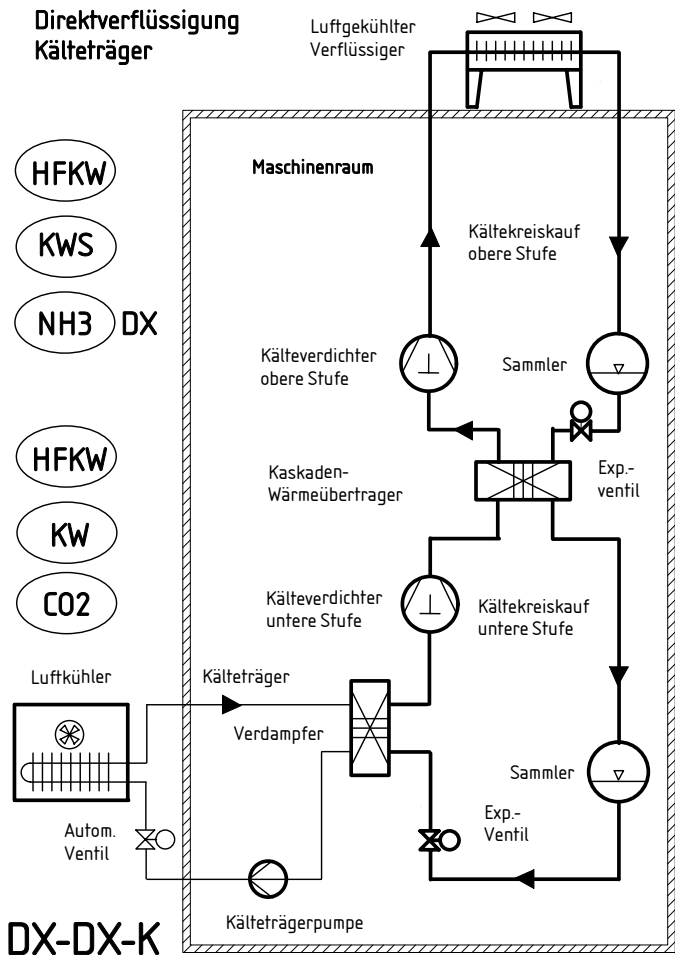 Direktverflüssigung
Kälteträger
Luftgekühlter
Verflüssiger
HFKW
KWS
NH3 DX
Maschinenraum
Kältekreiskauf
obere Stufe
Kälteverdichter
obere Stufe
Sammler
HFKW
KW
CO2
Kaskaden-
Wärmeübertrager
Exp.-
ventil
Kälteverdichter
untere Stufe
Kältekreiskauf
untere Stufe
Luftkühler
Kälteträger
Verdampfer
Sammler
Autom.
Ventil
Exp.-
Ventil
Kälteträgerpumpe
DX-DX-K